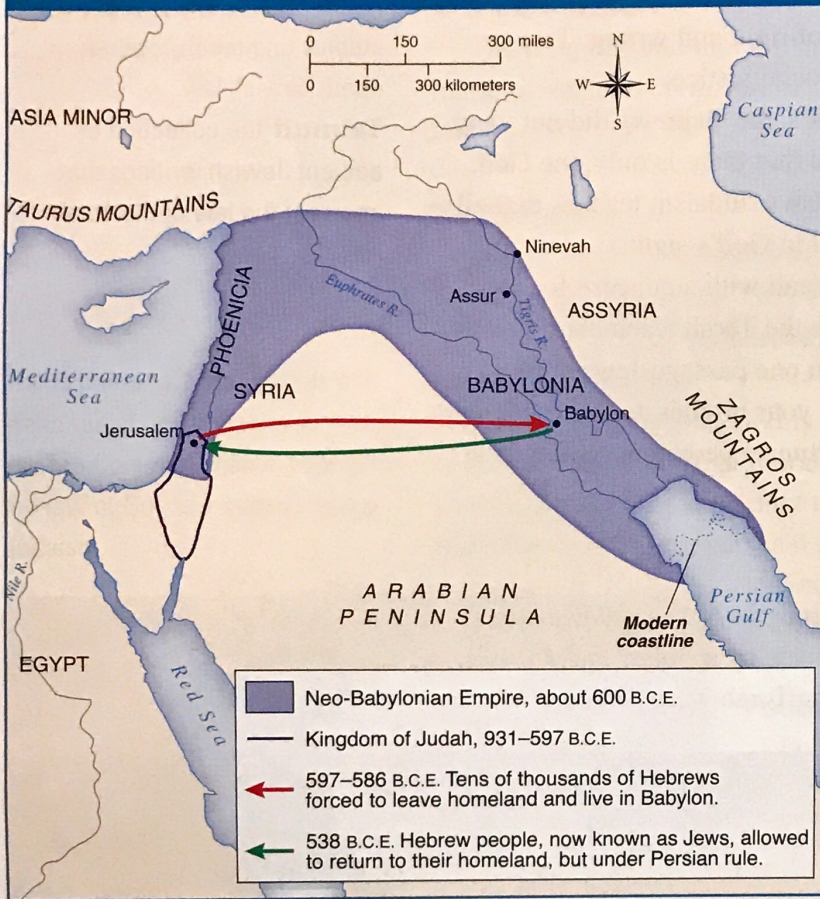 0 150 300 miles
0 150 300 kilometers
N
W E
S
ASIA MINOR
Caspian
Sea
TAURUS MOUNTAINS
Ninevah
Assur
ASSYRIA
Euphrates R.
Tigris R.
PHOENICIA
SYRIA
BABYLONIA
Mediterranean
Sea
Babylon
Jerusalem
ZAGROS
MOUNTAINS
Nile R.
ARABIAN
PENINSULA
Persian
Gulf
Modern
coastline
EGYPT
Red Sea
Neo-Babylonian Empire, about 600 B.C.E.
Kingdom of Judah, 931–597 B.C.E.
597–586 B.C.E. Tens of thousands of Hebrews
forced to leave homeland and live in Babylon.
538 B.C.E. Hebrew people, now known as Jews, allowed
to return to their homeland, but under Persian rule.